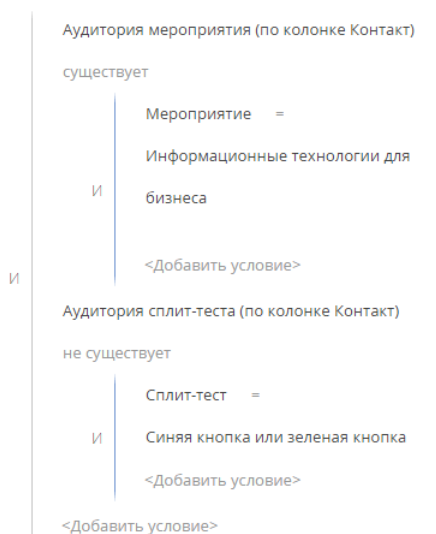 Аудитория мероприятия (по колонке Контакт)
существует
Мероприятие =
Информационные технологии для
И
бизнеса
<Добавить условие>
И
Аудитория сплит-теста (по колонке Контакт)
не существует
Сплит-тест =
И
Синяя кнопка или зеленая кнопка
<Добавить условие>
<Добавить условие>